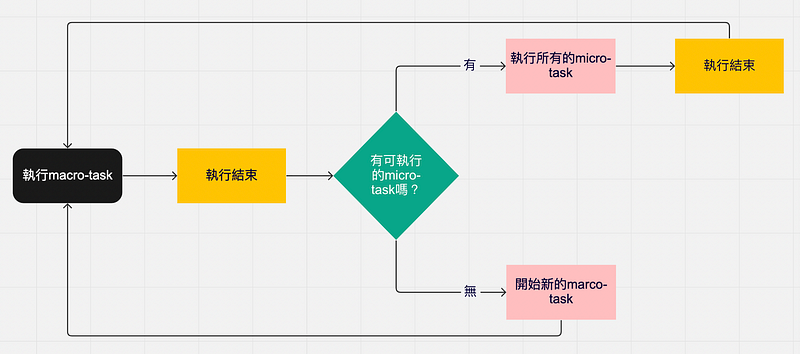 有
執行所有的micro-
task
執行結束
執行macro-task
執行結束
有可執行
的micro-
task嗎？
無
開始新的marco-
task